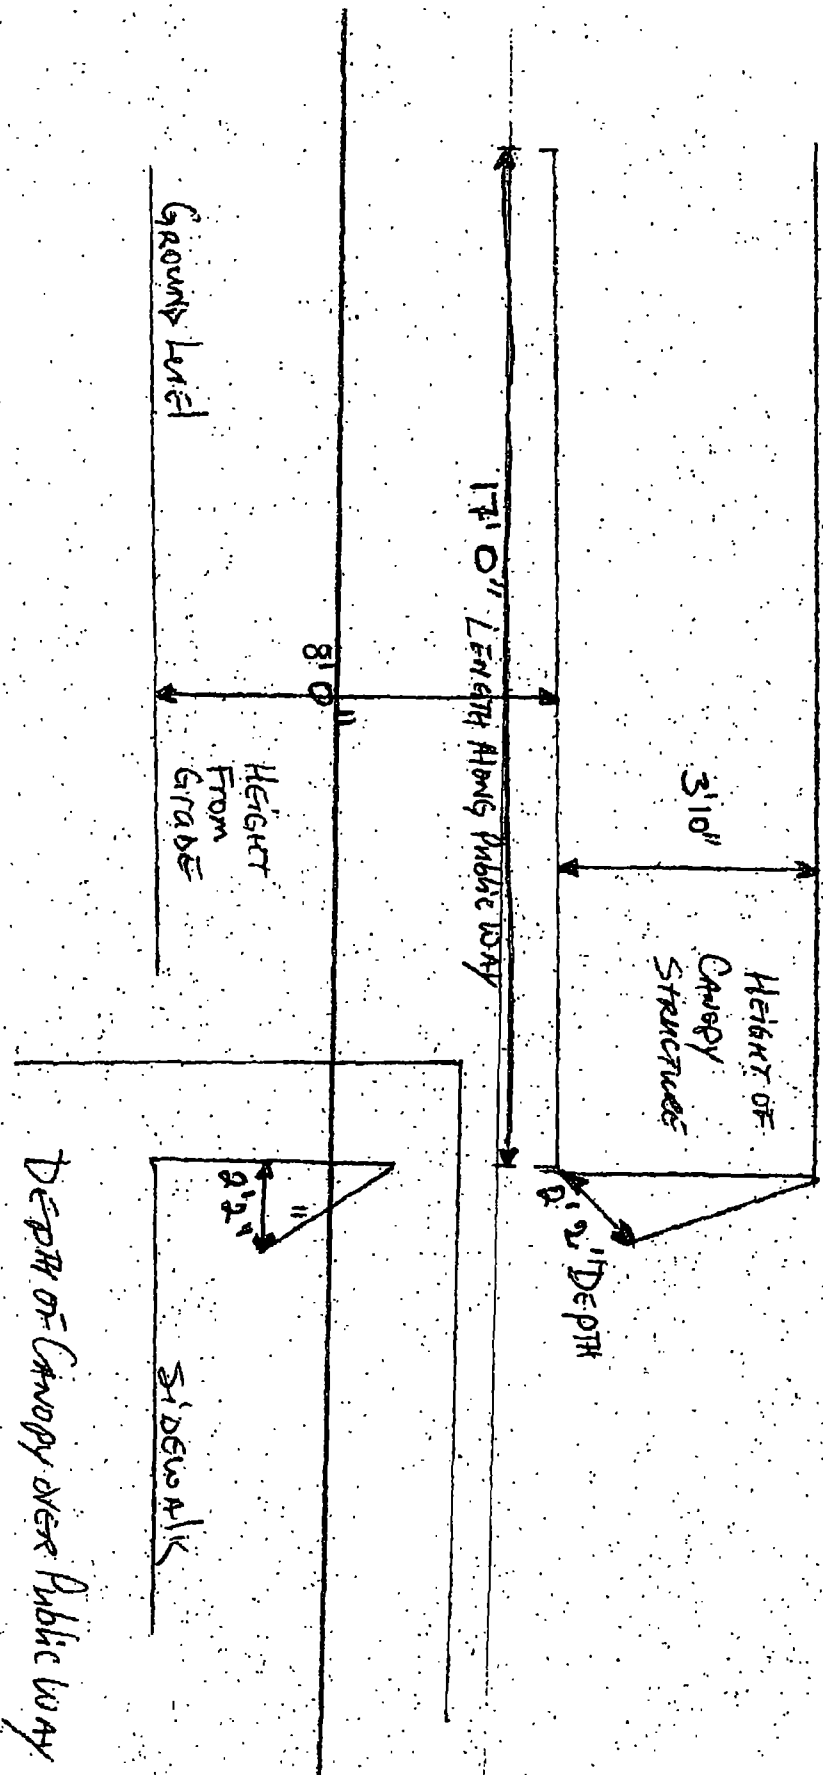 3'10"
HEIGHT OF
CANOPY
STRUCTURE
2'2" DEPTH
17'0" LENGTH ALONG Public WAY
8'0"
HEIGHT
From
GRADE
GROUND LEVEL
2'2"
"
SIDEWALK
DEPTH OF CANOPY OVER Public WAY